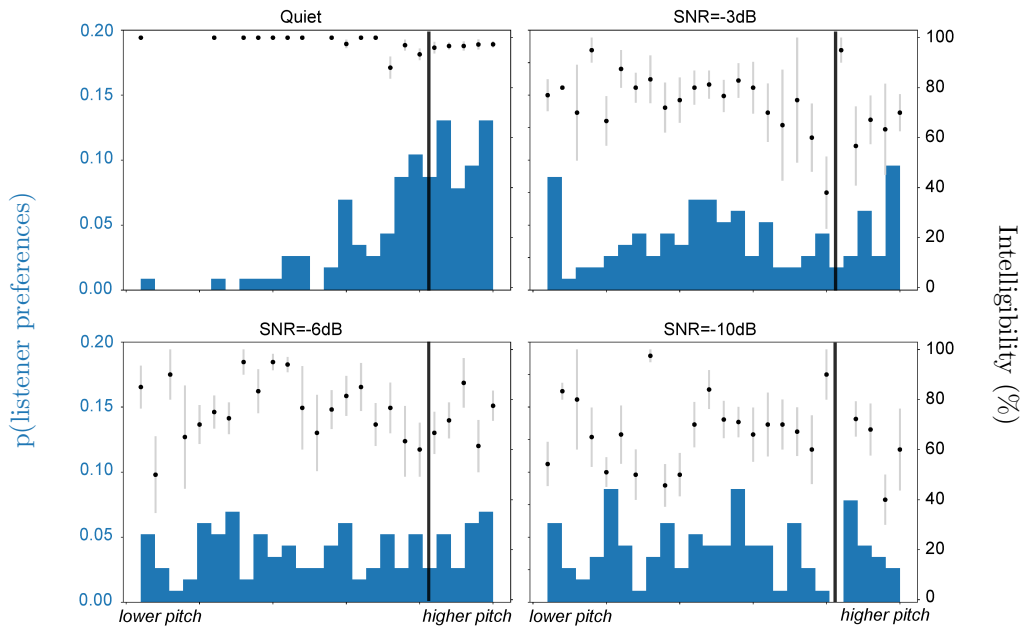 Quiet
SNR=-3dB
0.20
0.15
0.10
0.05
0.00
100
80
60
40
20
0
p(listener preferences)
Intelligibility (%)
SNR=-6dB
SNR=-10dB
0.20
0.15
0.10
0.05
0.00
100
80
60
40
20
0
lower pitch
higher pitch
lower pitch
higher pitch